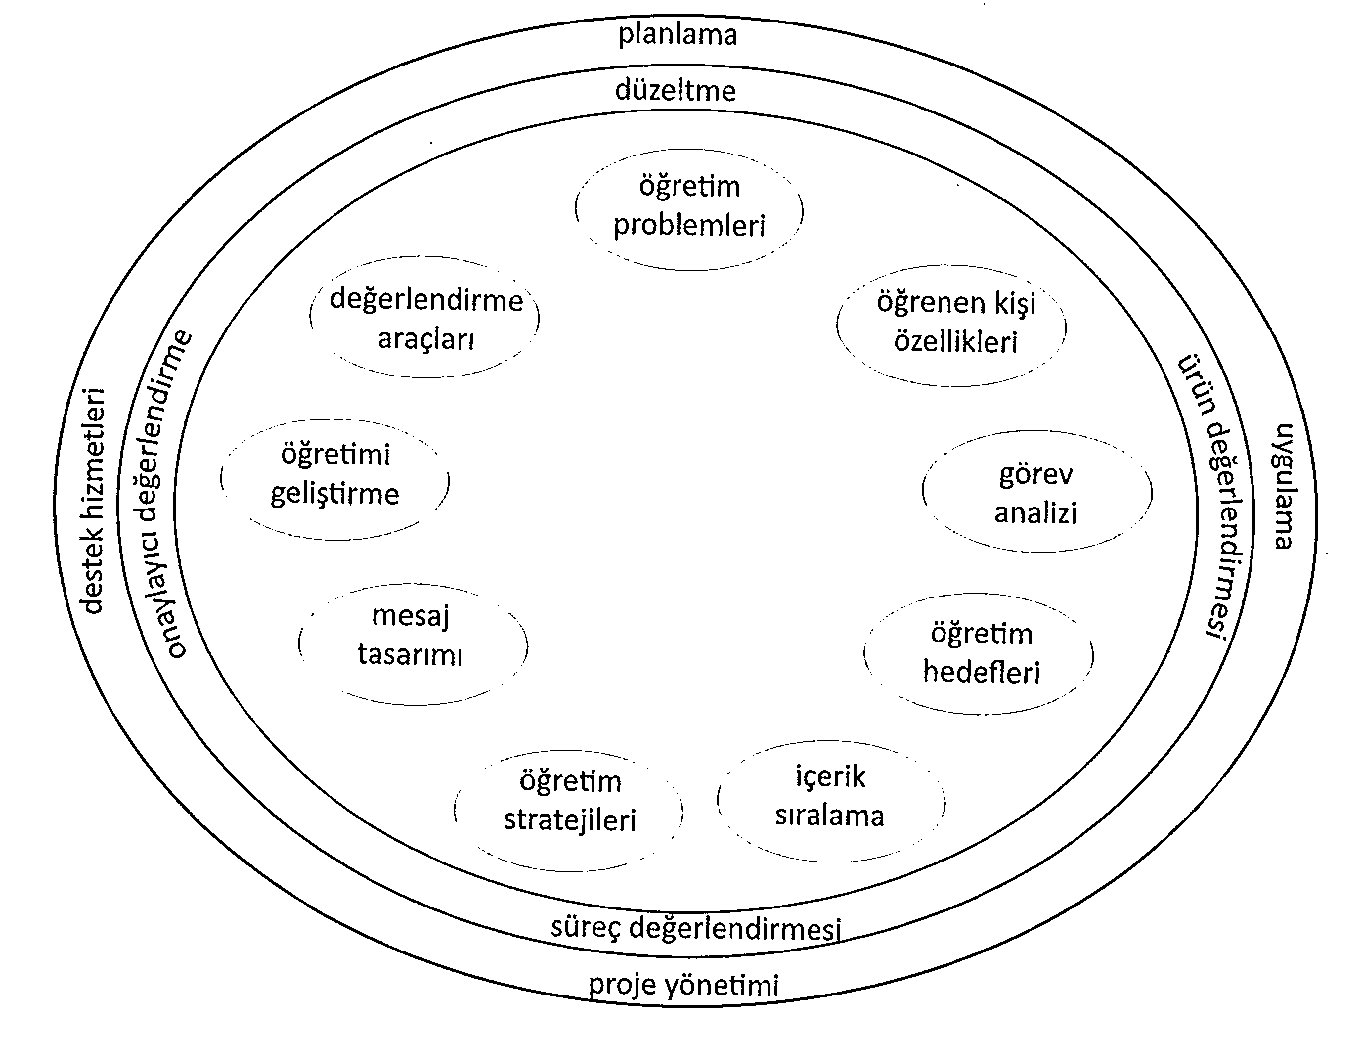 planlama
düzeltme
öğretim
problemleri
değerlendirme
araçları
öğrenen kişi
özellikleri
onaylayıcı değerlendirme
destek hizmetleri
ürün değerlendirmesi
uygulama
öğretimi
geliştirme
görev
analizi
mesaj
tasarımı
öğretim
hedefleri
öğretim
stratejileri
içerik
sıralama
süreç değerlendirmesi
proje yönetimi